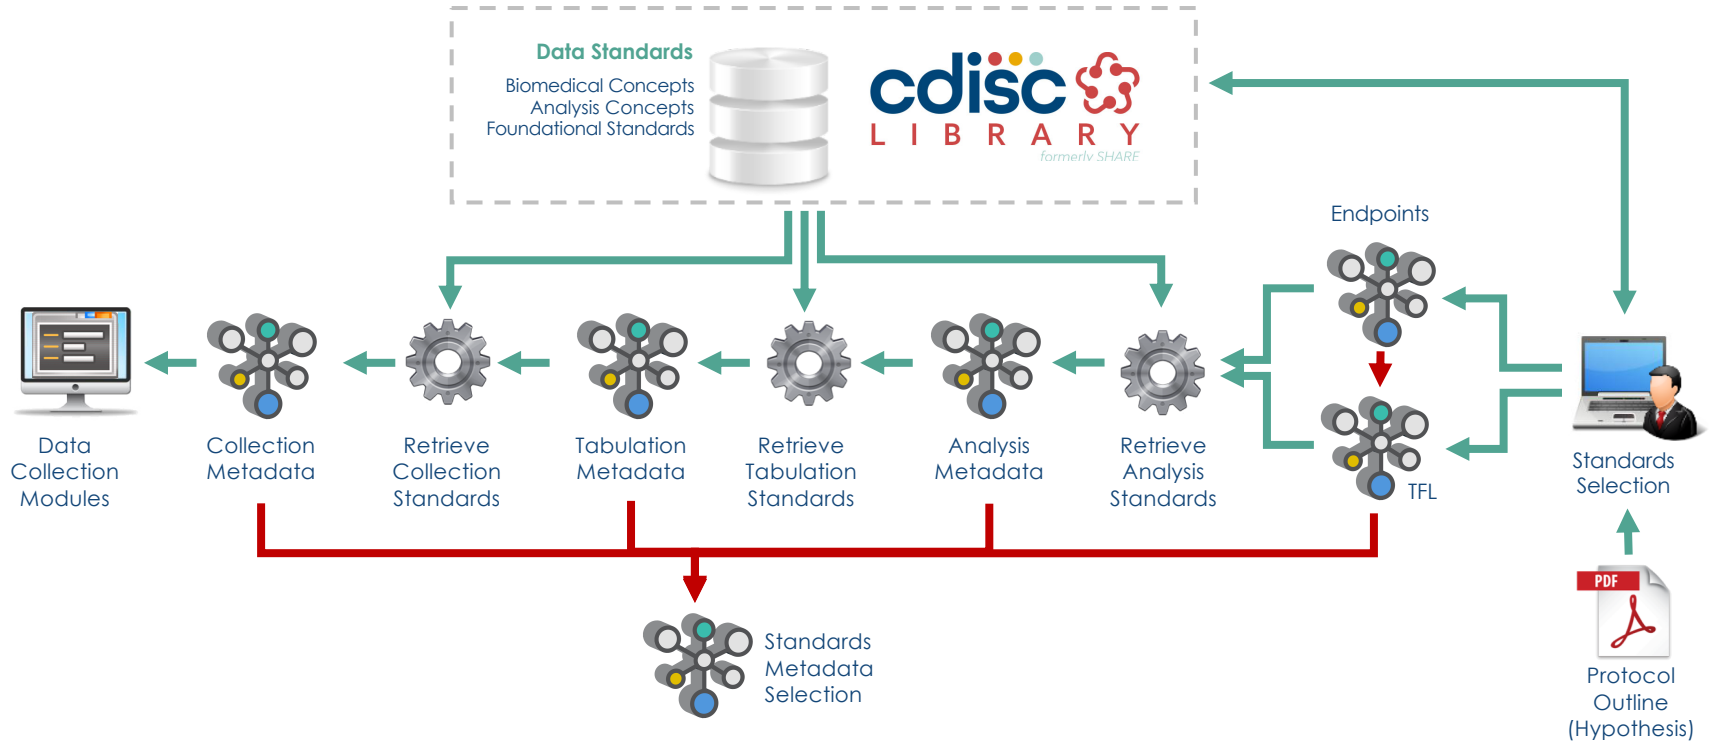 Data Standards
Biomedical Concepts
Analysis Concepts
Foundational Standards
cdisc
LIBRARY
formerly SHARE
Endpoints
TFL
Data
Collection
Modules
Collection
Metadata
Retrieve
Collection
Standards
Tabulation
Metadata
Retrieve
Tabulation
Standards
Analysis
Metadata
Retrieve
Analysis
Standards
Standards
Selection
Standards
Metadada
Selection
PDF
Protocol
Outline
(Hypothesis)